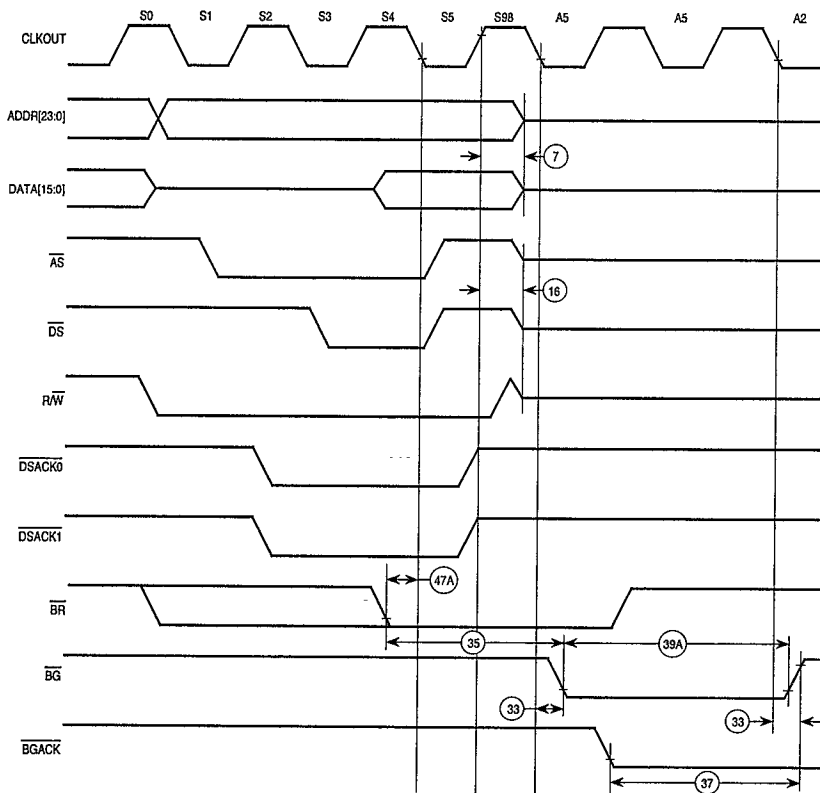 S0 S1 S2 S3 S4 S5 S98 A5 A5 A2
CLKOUT
ADDR[23:0]
7
DATA[15:0]
AS
16
DS
R/W
DSACK0
DSACK1
47A
BR
35 39A
BG
33 33
BGACK
37